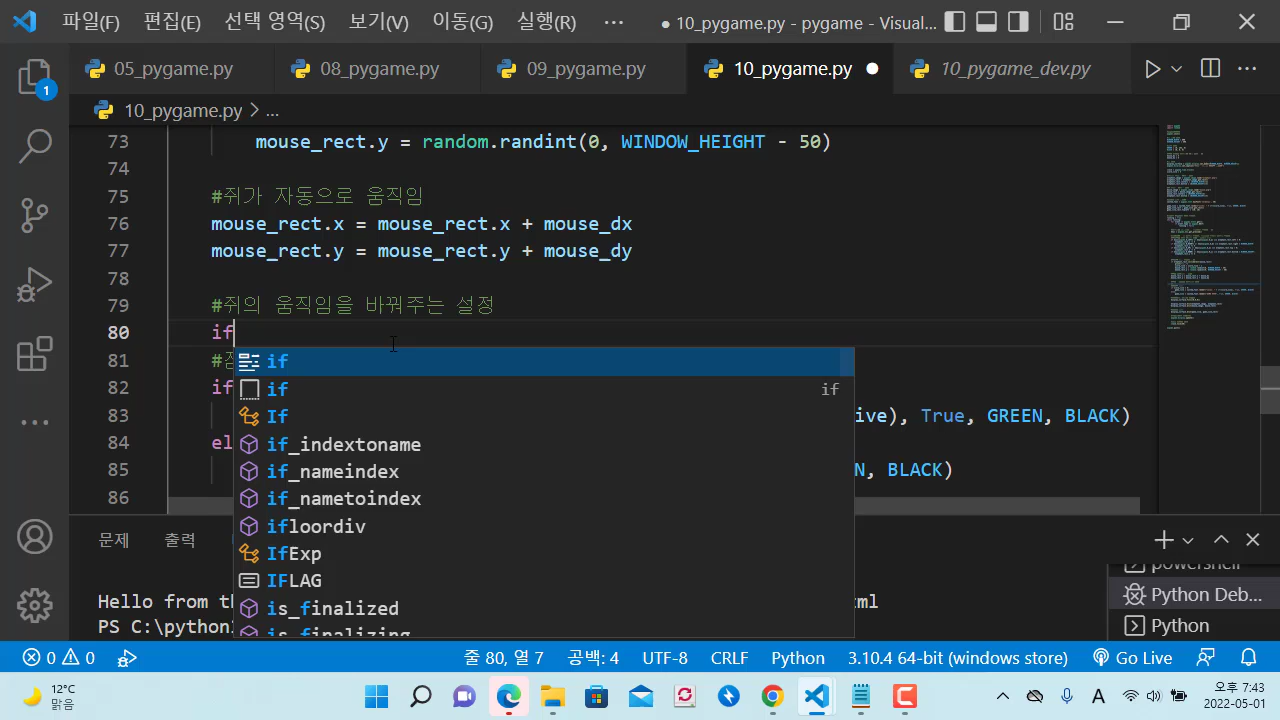 파일(F) 편집(E) 선택 영역(S) 보기(V) 이동(G) 실행(R) ··· ● 10_pygame.py - pygame - Visual...
05_pygame.py 08_pygame.py 09_pygame.py 10_pygame.py ● 10_pygame_dev.py
10_pygame.py > ...
73 mouse_rect.y = random.randint(0, WINDOW_HEIGHT - 50)
74
75 #쥐가 자동으로 움직임
76 mouse_rect.x = mouse_rect.x + mouse_dx
77 mouse_rect.y = mouse_rect.y + mouse_dy
78
79 #쥐의 움직임을 바꿔주는 설정
80 if
81
82 if
83 ive), True, GREEN, BLACK)
84 el
85 N, BLACK)
86
if
if if
If
if_indextoname
if_nameindex
if_nametoindex
ifloordiv
IfExp
IFLAG
is_finalized
is_finalizing
1
문제 출력
powershell
Python Deb...
Python
Hello from th ml
PS C:\python
0 0 줄 80, 열 7 공백: 4 UTF-8 CRLF Python 3.10.4 64-bit (windows store) Go Live
12°C
맑음
A
오후 7:43
2022-05-01